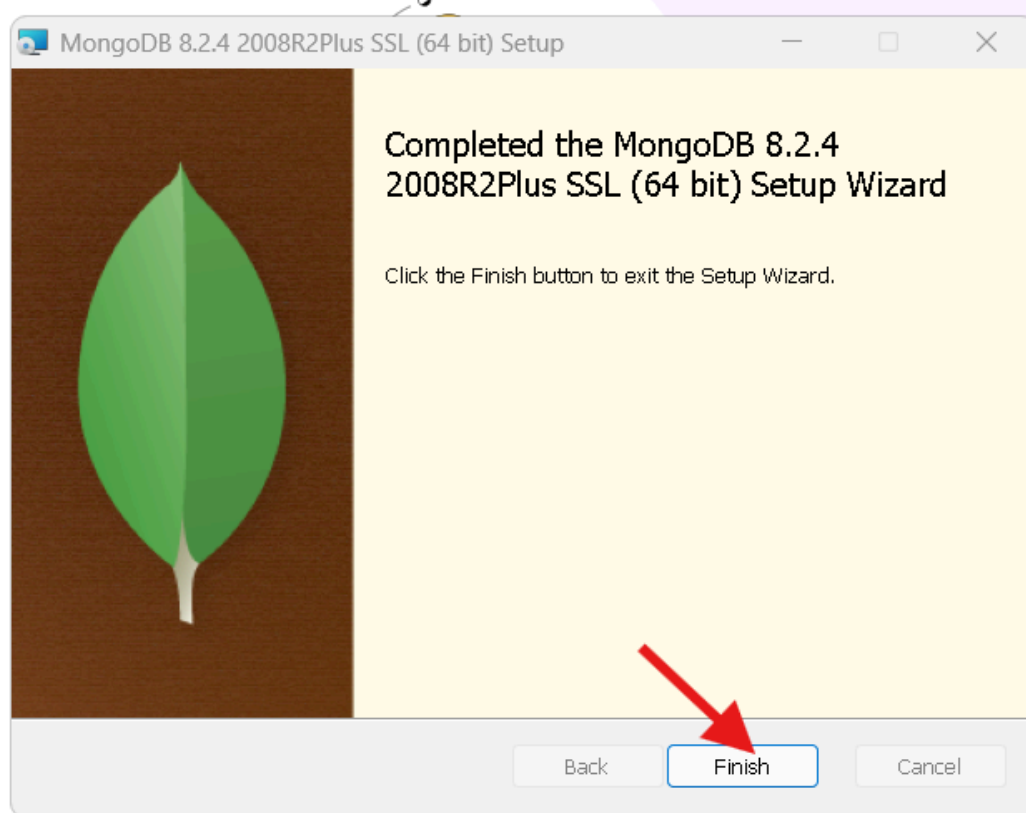 MongoDB 8.2.4 2008R2Plus SSL (64 bit) Setup
Completed the MongoDB 8.2.4
2008R2Plus SSL (64 bit) Setup Wizard
Click the Finish button to exit the Setup Wizard.
Back
Finish
Cancel